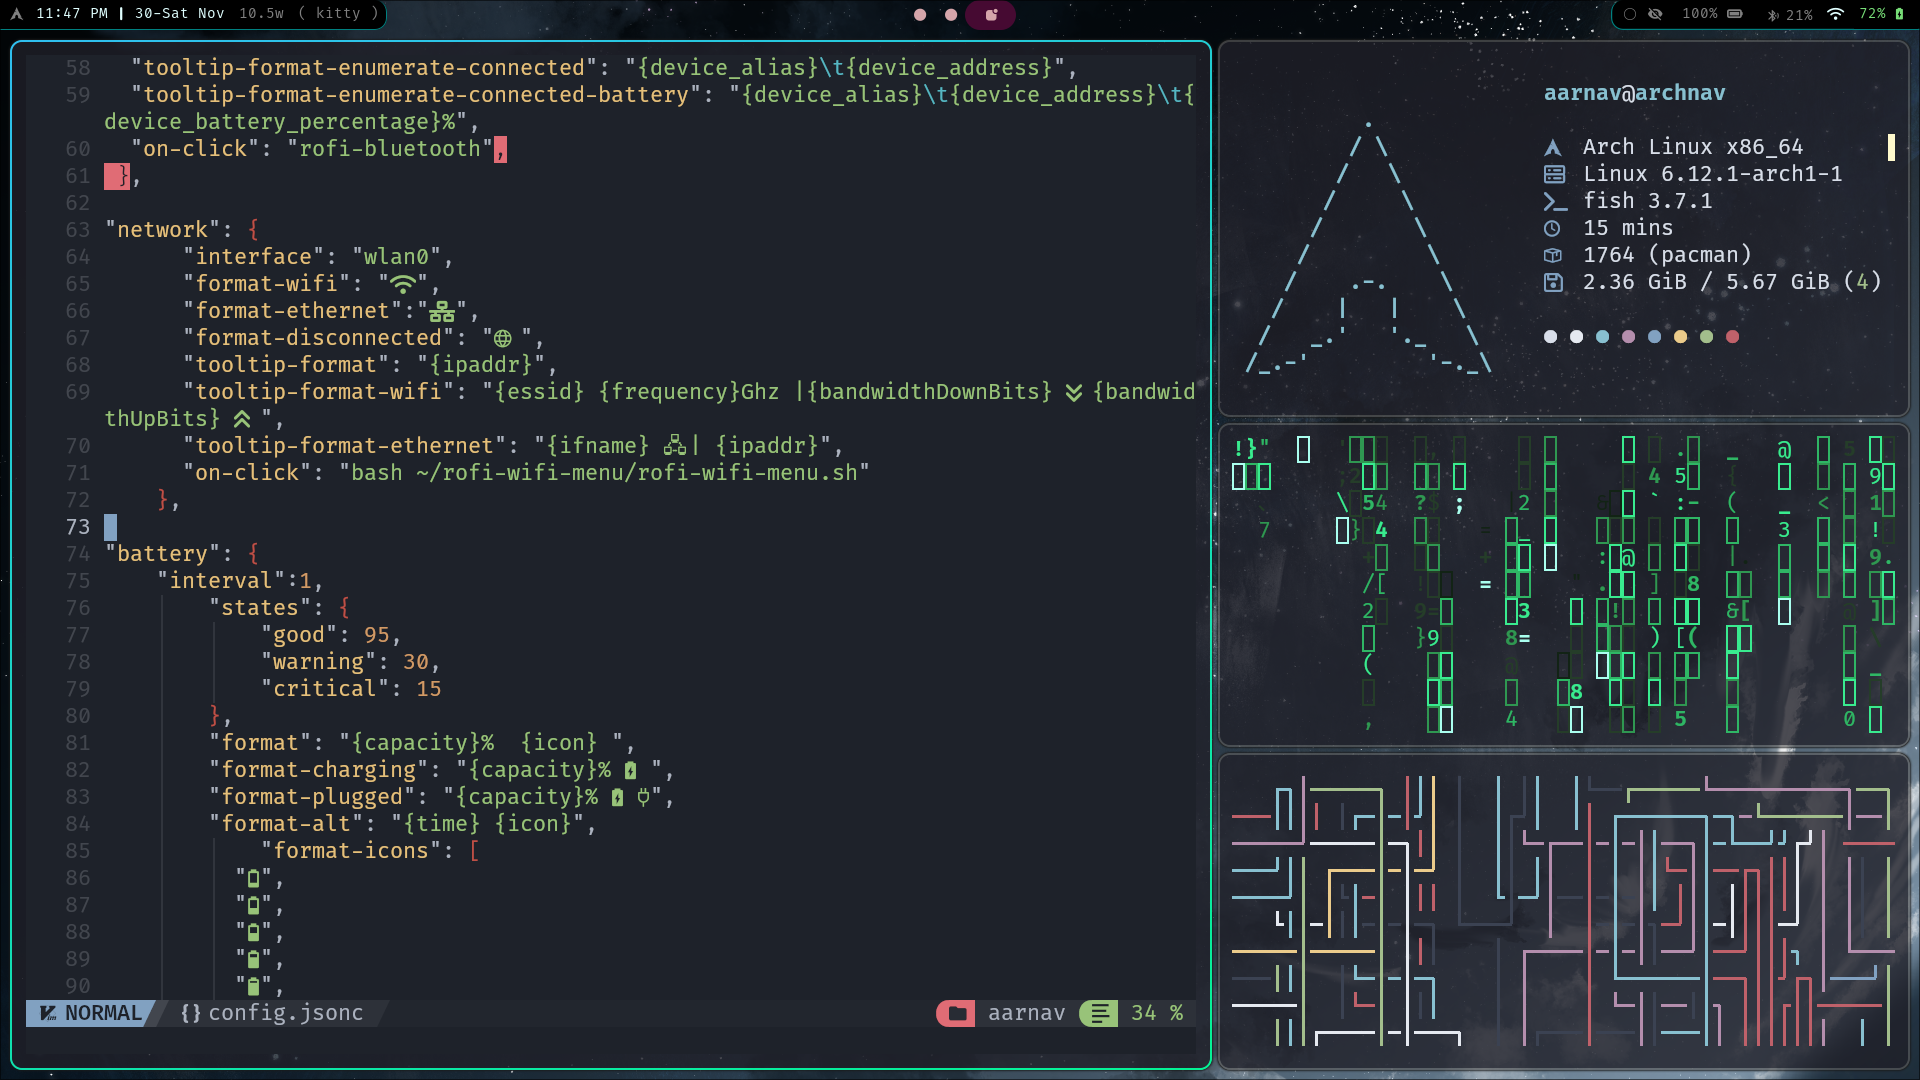 11:47 PM | 30-Sat Nov 10.5w ( kitty )
100% 21% 72%
58 "tooltip-format-enumerate-connected": "{device_alias}\t{device_address}",
59 "tooltip-format-enumerate-connected-battery": "{device_alias}\t{device_address}\t{
device_battery_percentage}%",
60 "on-click": "rofi-bluetooth",
61 },
62
63 "network": {
64 "interface": "wlan0",
65 "format-wifi": "",
66 "format-ethernet":" ",
67 "format-disconnected": " ",
68 "tooltip-format": "{ipaddr}",
69 "tooltip-format-wifi": "{essid} {frequency}Ghz |{bandwidthDownBits} {bandwid
thUpBits} ",
70 "tooltip-format-ethernet": "{ifname} | {ipaddr}",
71 "on-click": "bash ~/rofi-wifi-menu/rofi-wifi-menu.sh"
72 },
73
74 "battery": {
75 "interval":1,
76 "states": {
77 "good": 95,
78 "warning": 30,
79 "critical": 15
80 },
81 "format": "{capacity}% {icon} ",
82 "format-charging": "{capacity}% ",
83 "format-plugged": "{capacity}% ",
84 "format-alt": "{time} {icon}",
85 "format-icons": [
86 "",
87 "",
88 "",
89 "",
90 "",
NORMAL {} config.jsonc aarnav 34 %
aarnav@archnav
Arch Linux x86_64
Linux 6.12.1-arch1-1
fish 3.7.1
15 mins
1764 (pacman)
2.36 GiB / 5.67 GiB (4)